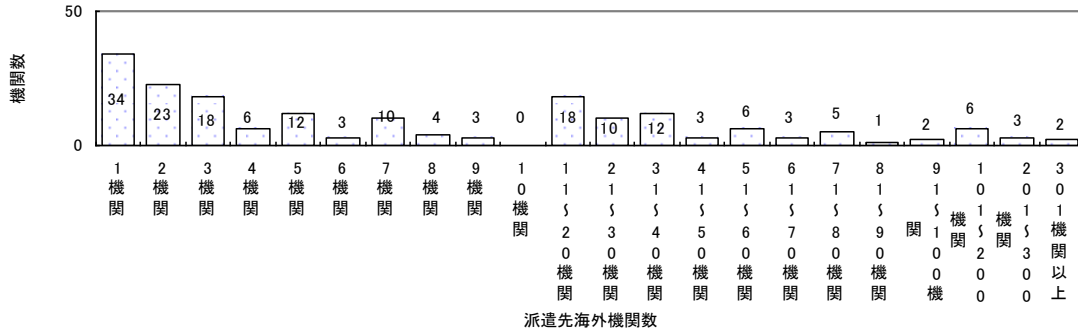 50
0
機関数
34
23
18
6
12
3
10
4
3
0
18
10
12
3
6
3
5
1
2
6
3
2
1機関
2機関
3機関
4機関
5機関
6機関
7機関
8機関
9機関
10機関
11～20機関
21～30機関
31～40機関
41～50機関
51～60機関
61～70機関
71～80機関
81～90機関
91～100機関
101～200機関
201～300機関
301機関以上
派遣先海外機関数